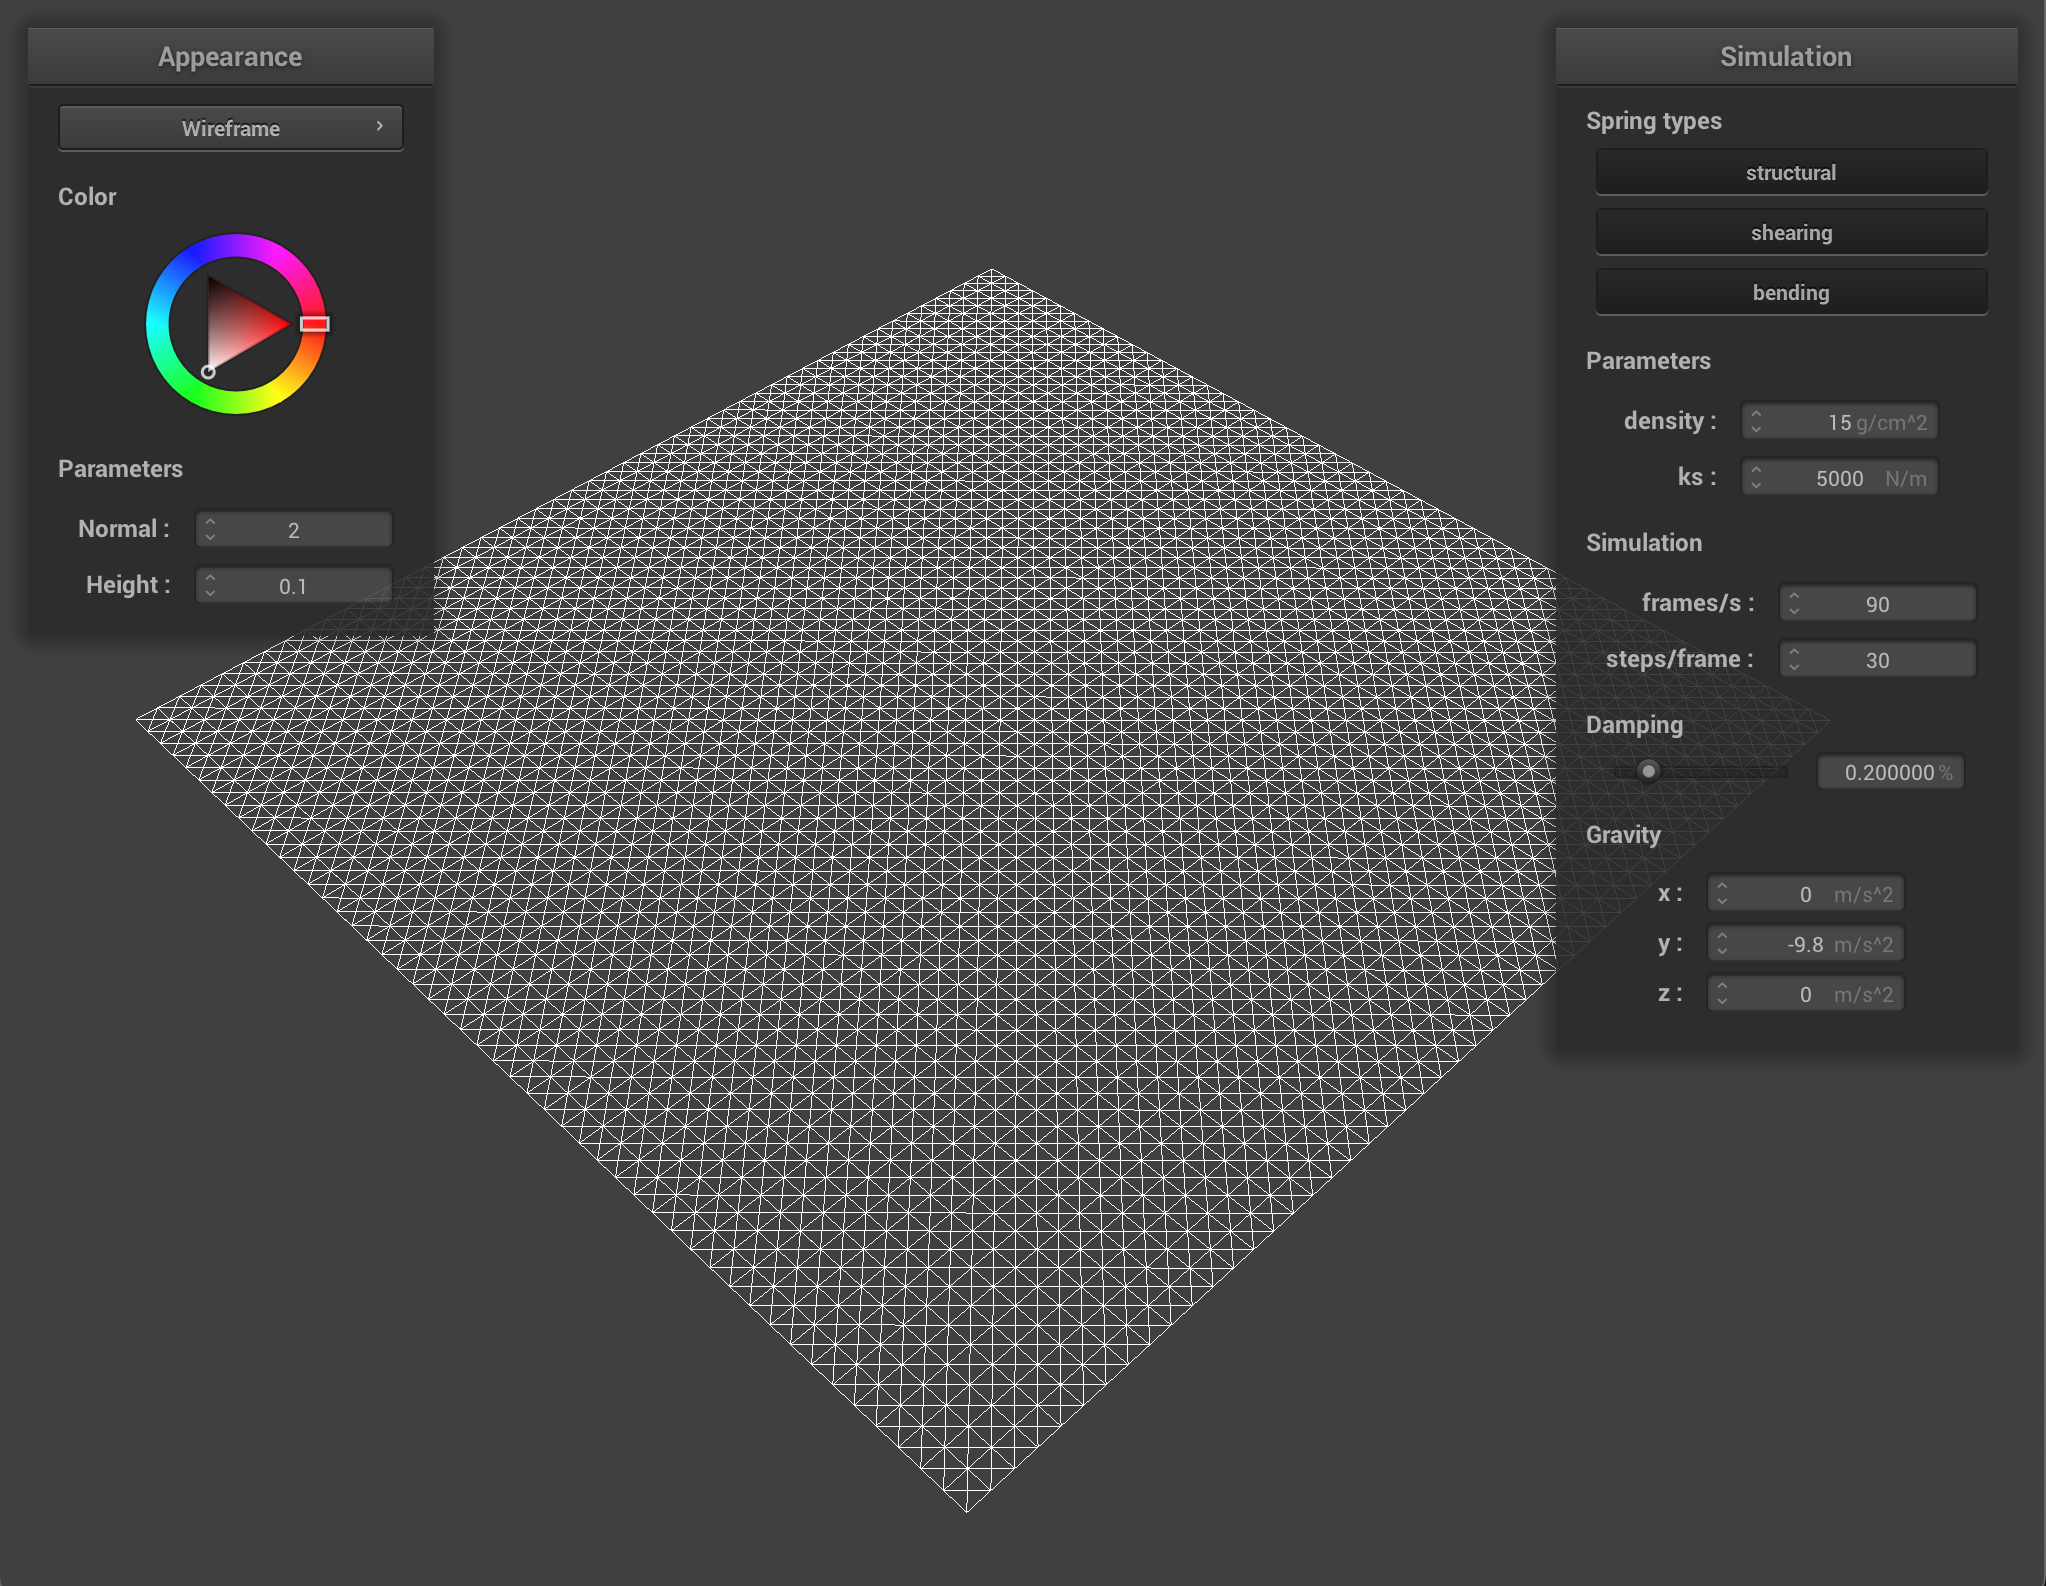 Appearance
Wireframe
Color
Parameters
Normal : 2
Height : 0.1
Simulation
Spring types
structural
shearing
bending
Parameters
density : 15 g/cm^2
ks : 5000 N/m
Simulation
frames/s : 90
steps/frame : 30
Damping
0.200000 %
Gravity
x : 0 m/s^2
y : -9.8 m/s^2
z : 0 m/s^2